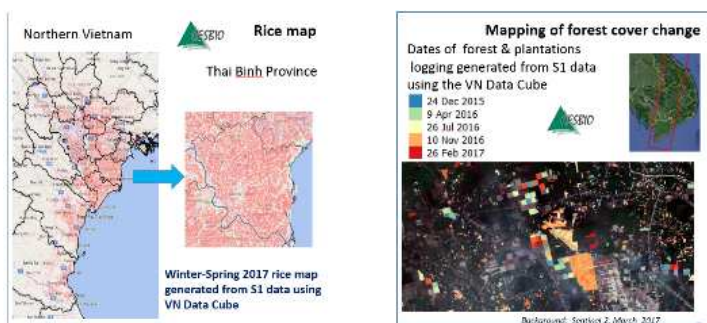 Northern Vietnam
CESBIO
Rice map
Thai Binh Province
Winter-Spring 2017 rice map
generated from S1 data using
VN Data Cube
Mapping of forest cover change
Dates of forest & plantations
logging generated from S1 data
using the VN Data Cube
24 Dec 2015
9 Apr 2016
26 Jul 2016
10 Nov 2016
26 Feb 2017
CESBIO
Background: Sentinel 2, March 2017